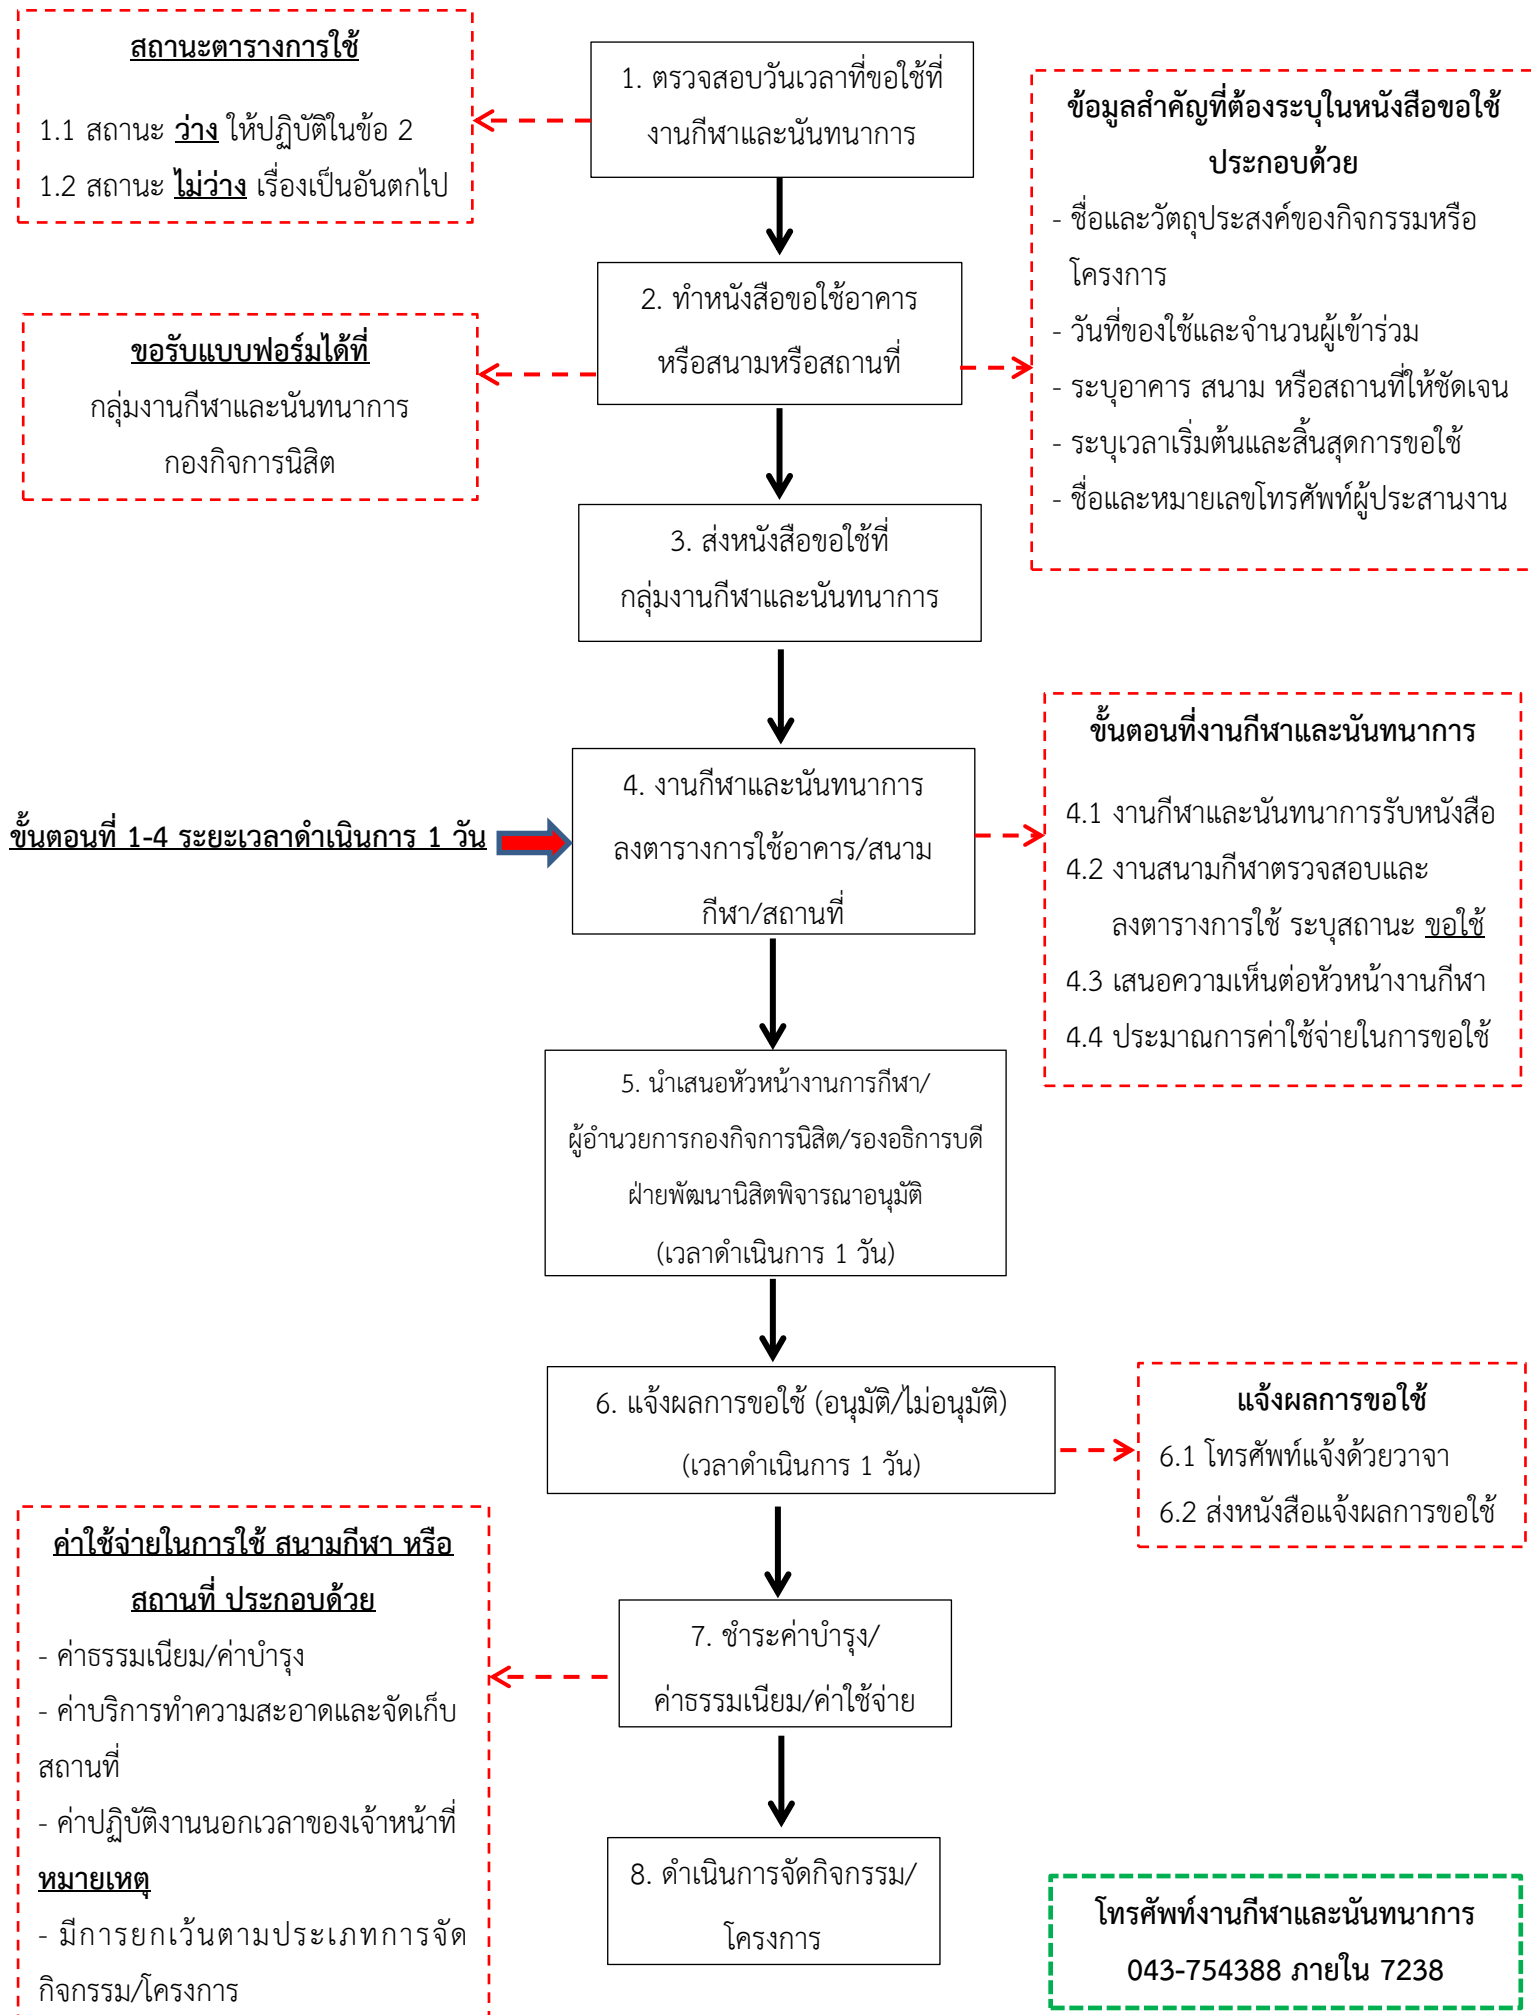 สถานะตารางการใช้
1.1 สถานะ ว่าง ให้ปฏิบัติในข้อ 2
1.2 สถานะ ไม่ว่าง เรื่องเป็นอันตกไป
1. ตรวจสอบวันเวลาที่ขอใช้ที่
งานกีฬาและนันทนาการ
ข้อมูลสำคัญที่ต้องระบุในหนังสือขอใช้
ประกอบด้วย
- ชื่อและวัตถุประสงค์ของกิจกรรมหรือ
โครงการ
- วันที่ของใช้และจำนวนผู้เข้าร่วม
- ระบุอาคาร สนาม หรือสถานที่ให้ชัดเจน
- ระบุเวลาเริ่มต้นและสิ้นสุดการขอใช้
- ชื่อและหมายเลขโทรศัพท์ผู้ประสานงาน
2. ทำหนังสือขอใช้อาคาร
หรือสนามหรือสถานที่
ขอรับแบบฟอร์มได้ที่
กลุ่มงานกีฬาและนันทนาการ
กองกิจการนิสิต
3. ส่งหนังสือขอใช้ที่
กลุ่มงานกีฬาและนันทนาการ
ขั้นตอนที่ 1-4 ระยะเวลาดำเนินการ 1 วัน
4. งานกีฬาและนันทนาการ
ลงตารางการใช้อาคาร/สนาม
กีฬา/สถานที่
ขั้นตอนที่งานกีฬาและนันทนาการ
4.1 งานกีฬาและนันทนาการรับหนังสือ
4.2 งานสนามกีฬาตรวจสอบและ
ลงตารางการใช้ ระบุสถานะ ขอใช้
4.3 เสนอความเห็นต่อหัวหน้างานกีฬา
4.4 ประมาณการค่าใช้จ่ายในการขอใช้
5. นำเสนอหัวหน้างานการกีฬา/
ผู้อำนวยการกองกิจการนิสิต/รองอธิการบดี
ฝ่ายพัฒนานิสิตพิจารณาอนุมัติ
(เวลาดำเนินการ 1 วัน)
6. แจ้งผลการขอใช้ (อนุมัติ/ไม่อนุมัติ)
(เวลาดำเนินการ 1 วัน)
แจ้งผลการขอใช้
6.1 โทรศัพท์แจ้งด้วยวาจา
6.2 ส่งหนังสือแจ้งผลการขอใช้
ค่าใช้จ่ายในการใช้ สนามกีฬา หรือ
สถานที่ ประกอบด้วย
- ค่าธรรมเนียม/ค่าบำรุง
- ค่าบริการทำความสะอาดและจัดเก็บ
สถานที่
- ค่าปฏิบัติงานนอกเวลาของเจ้าหน้าที่
หมายเหตุ
- มีการยกเว้นตามประเภทการจัด
กิจกรรม/โครงการ
7. ชำระค่าบำรุง/
ค่าธรรมเนียม/ค่าใช้จ่าย
8. ดำเนินการจัดกิจกรรม/
โครงการ
โทรศัพท์งานกีฬาและนันทนาการ
043-754388 ภายใน 7238